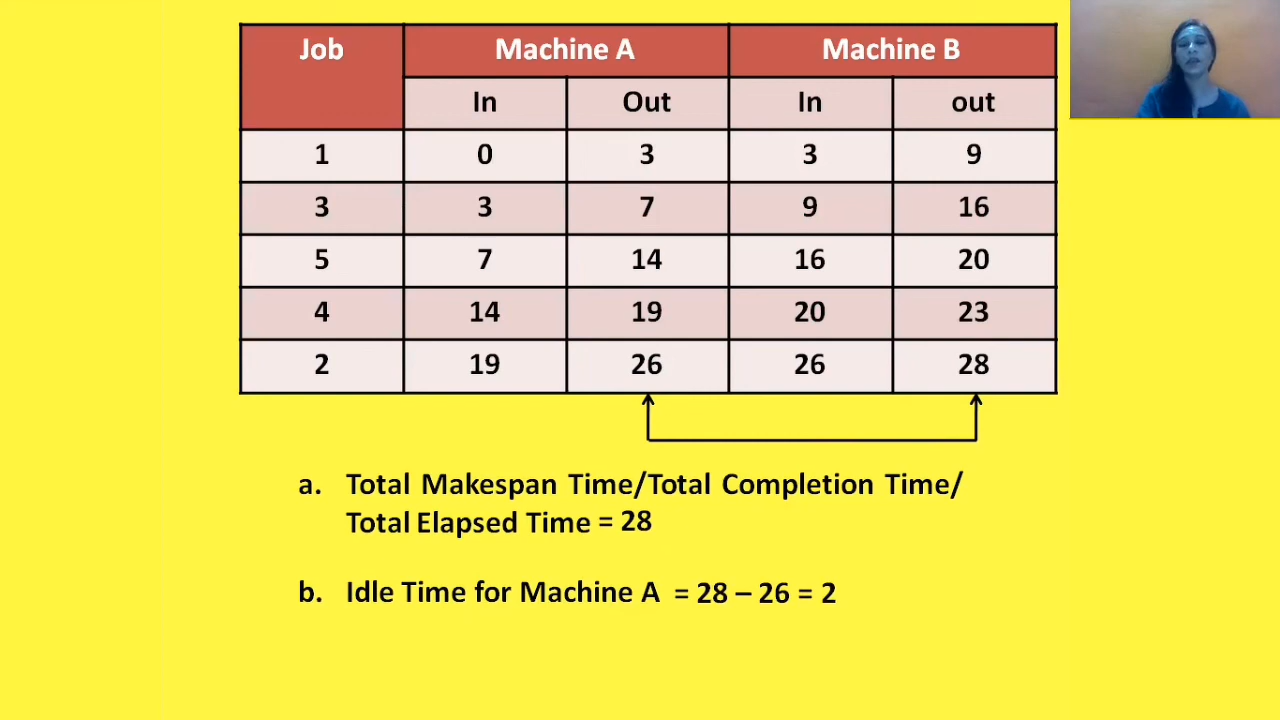 Job Machine A Machine B
In Out In out
1 0 3 3 9
3 3 7 9 16
5 7 14 16 20
4 14 19 20 23
2 19 26 26 28
a. Total Makespan Time/Total Completion Time/
Total Elapsed Time = 28
b. Idle Time for Machine A = 28 – 26 = 2